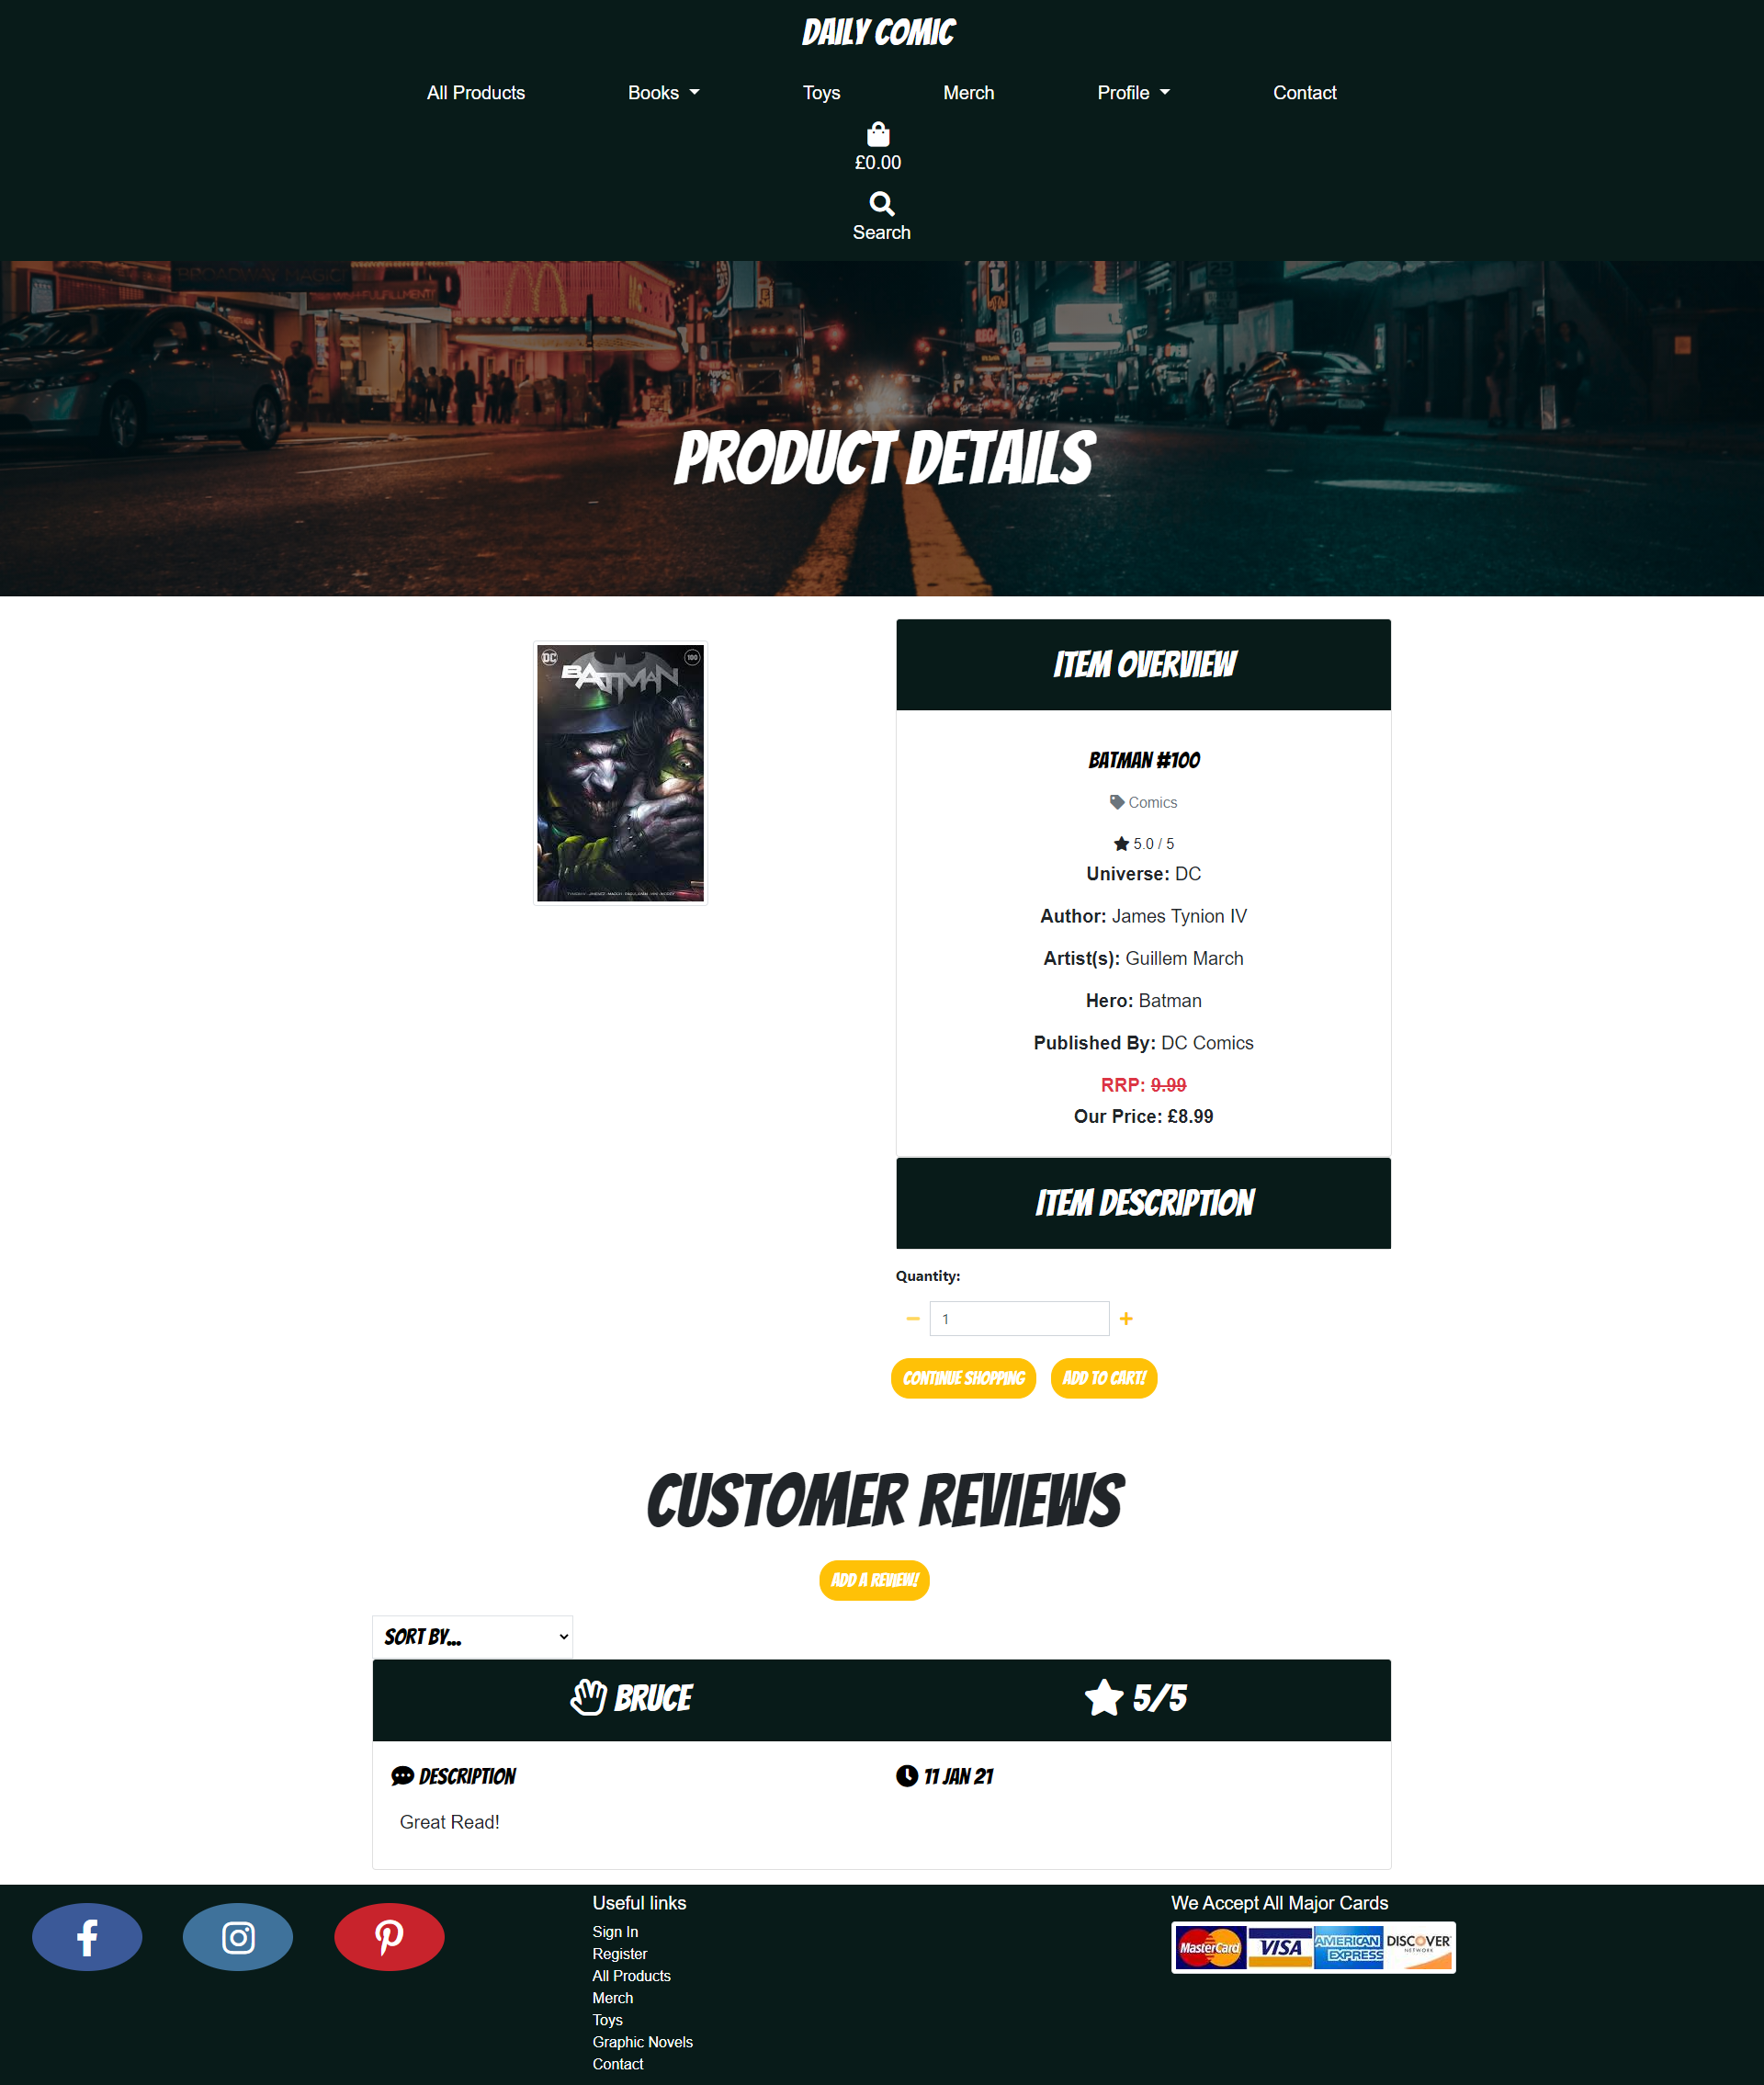 DAILY COMIC
All Products Books Toys Merch Profile Contact
£0.00
Search
BROADWAY MAGIC
PRODUCT DETAILS
DC
BATMAN
100
ITEM OVERVIEW
BATMAN #100
Comics
5.0 / 5
Universe: DC
Author: James Tynion IV
Artist(s): Guillem March
Hero: Batman
Published By: DC Comics
RRP: 9.99
Our Price: £8.99
ITEM DESCRIPTION
Quantity:
1
CONTINUE SHOPPING ADD TO CART!
CUSTOMER REVIEWS
ADD A REVIEW!
SORT BY...
BRUCE 5/5
DESCRIPTION 11 JAN 21
Great Read!
Useful links
Sign In
Register
All Products
Merch
Toys
Graphic Novels
Contact
We Accept All Major Cards
MasterCard VISA AMERICAN EXPRESS DISCOVER NETWORK